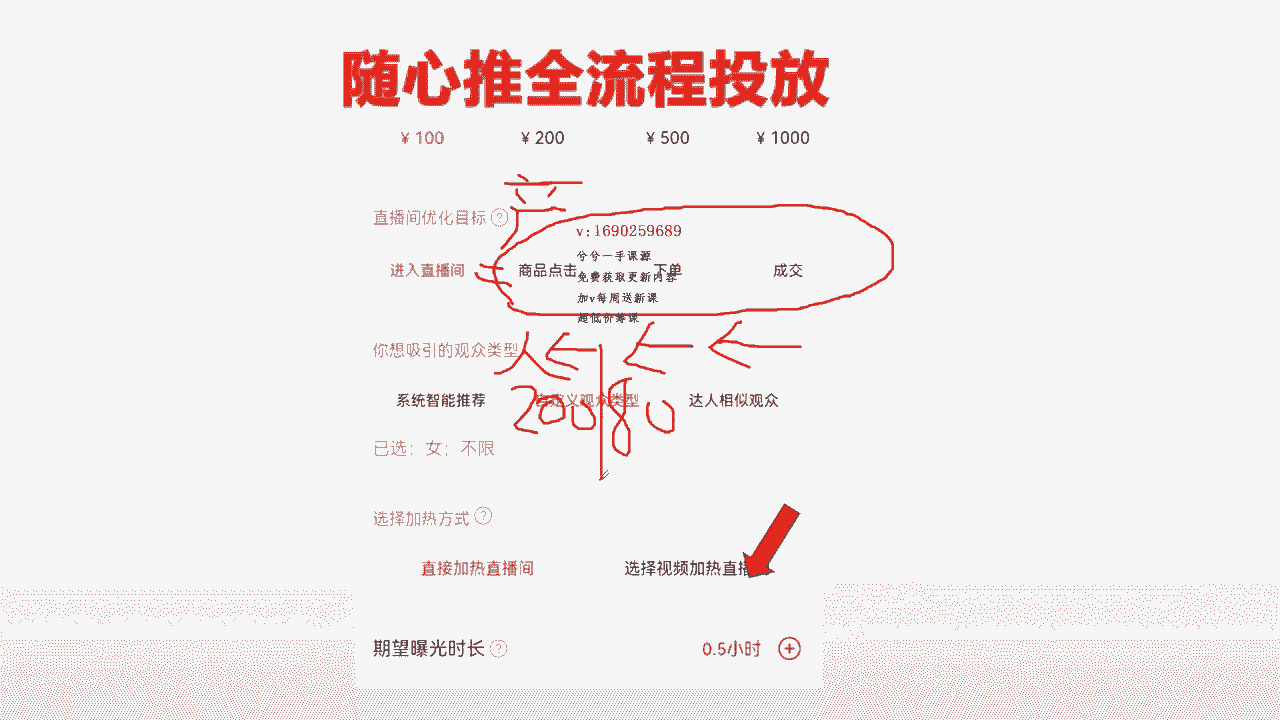 随心推全流程投放
¥ 100 ¥ 200 ¥ 500 ¥ 1000
直播间优化目标 ?
v:1690259689
兮兮一手课源
进入直播间 商品点击 下单 成交
免费获取更新内容
加v每周送新课
超低价筹课
你想吸引的观众类型
系统智能推荐 自定义观众类型 达人相似观众
200 80
已选：女；不限
选择加热方式 ?
直接加热直播间 选择视频加热直播
期望曝光时长 ? 0.5小时 +